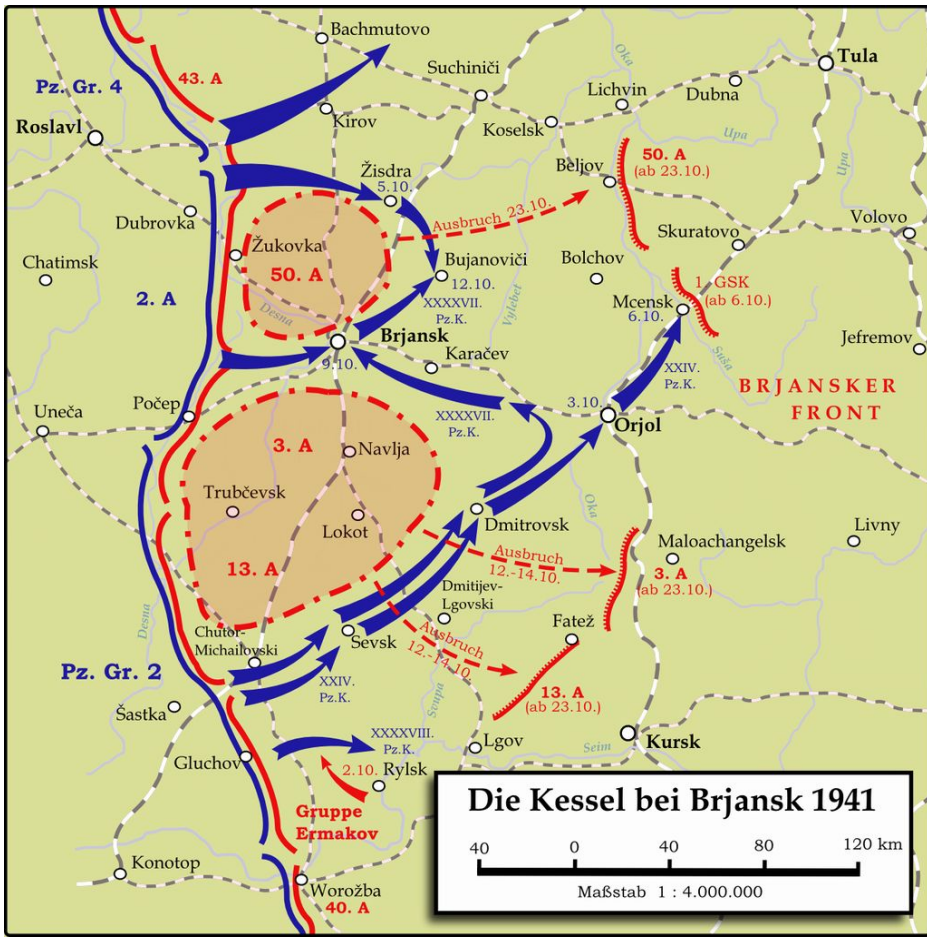 Bachmutovo
Pz. Gr. 4
43. A
Suchiniči
Oka
Tula
Lichvin
Dubna
Roslavl
Kirov
Koselsk
Upa
Upa
Žisdra
5.10.
Beljov
50. A
(ab 23.10.)
Dubrovka
Ausbruch 23.10.
Skuratovo
Volovo
Žukovka
Chatimsk
50. A
Bujanoviči
12.10.
Bolchov
1. GSK
(ab 6.10.)
2. A
Desna
XXXXVII.
Pz.K.
Vylebet
Mcensk
6.10.
Brjansk
9.10.
Karačev
Suša
Jefremov
XXIV.
Pz.K.
BRJANSKER
FRONT
Počep
Uneča
XXXXVII.
Pz.K.
3.10.
Orjol
3. A
Navlja
Trubčevsk
Lokot
Dmitrovsk
Oka
Livny
13. A
Ausbruch
12.-14.10.
Maloachangelsk
3. A
(ab 23.10.)
Dmitijev-
Lgovski
Desna
Chutor-
Michailovski
Sevsk
Ausbruch
12.-14.10.
Fatež
Pz. Gr. 2
XXIV.
Pz.K.
13. A
(ab 23.10.)
Šastka
Svupa
XXXXVIII.
Pz.K.
Lgov
Seim
Kursk
Gluchov
2.10.
Rylsk
Gruppe
Ermakov
Die Kessel bei Brjansk 1941
40 0 40 80 120 km
Maßstab 1 : 4.000.000
Konotop
Worožba
40. A